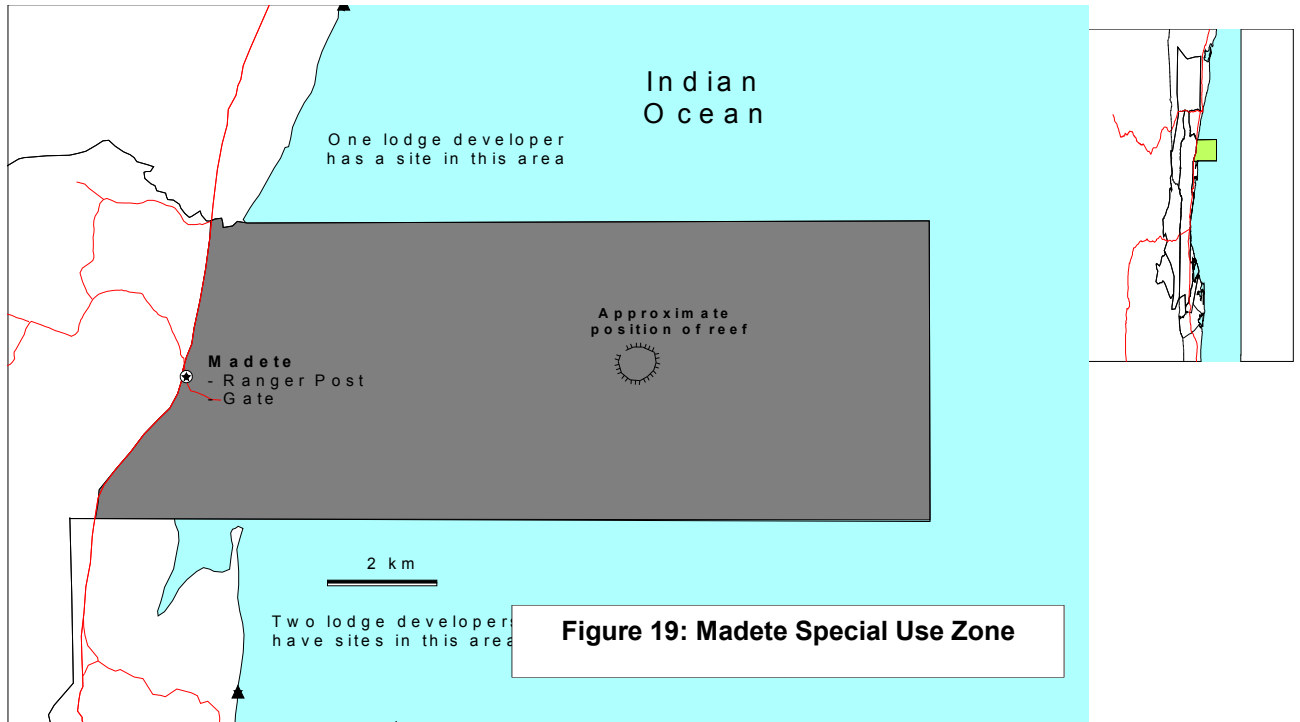 Indian
Ocean
One lodge developer
has a site in this area
Approximate
position of reef
Madete
- Ranger Post
- Gate
2 km
Two lodge developers
have sites in this area
Figure 19: Madete Special Use Zone